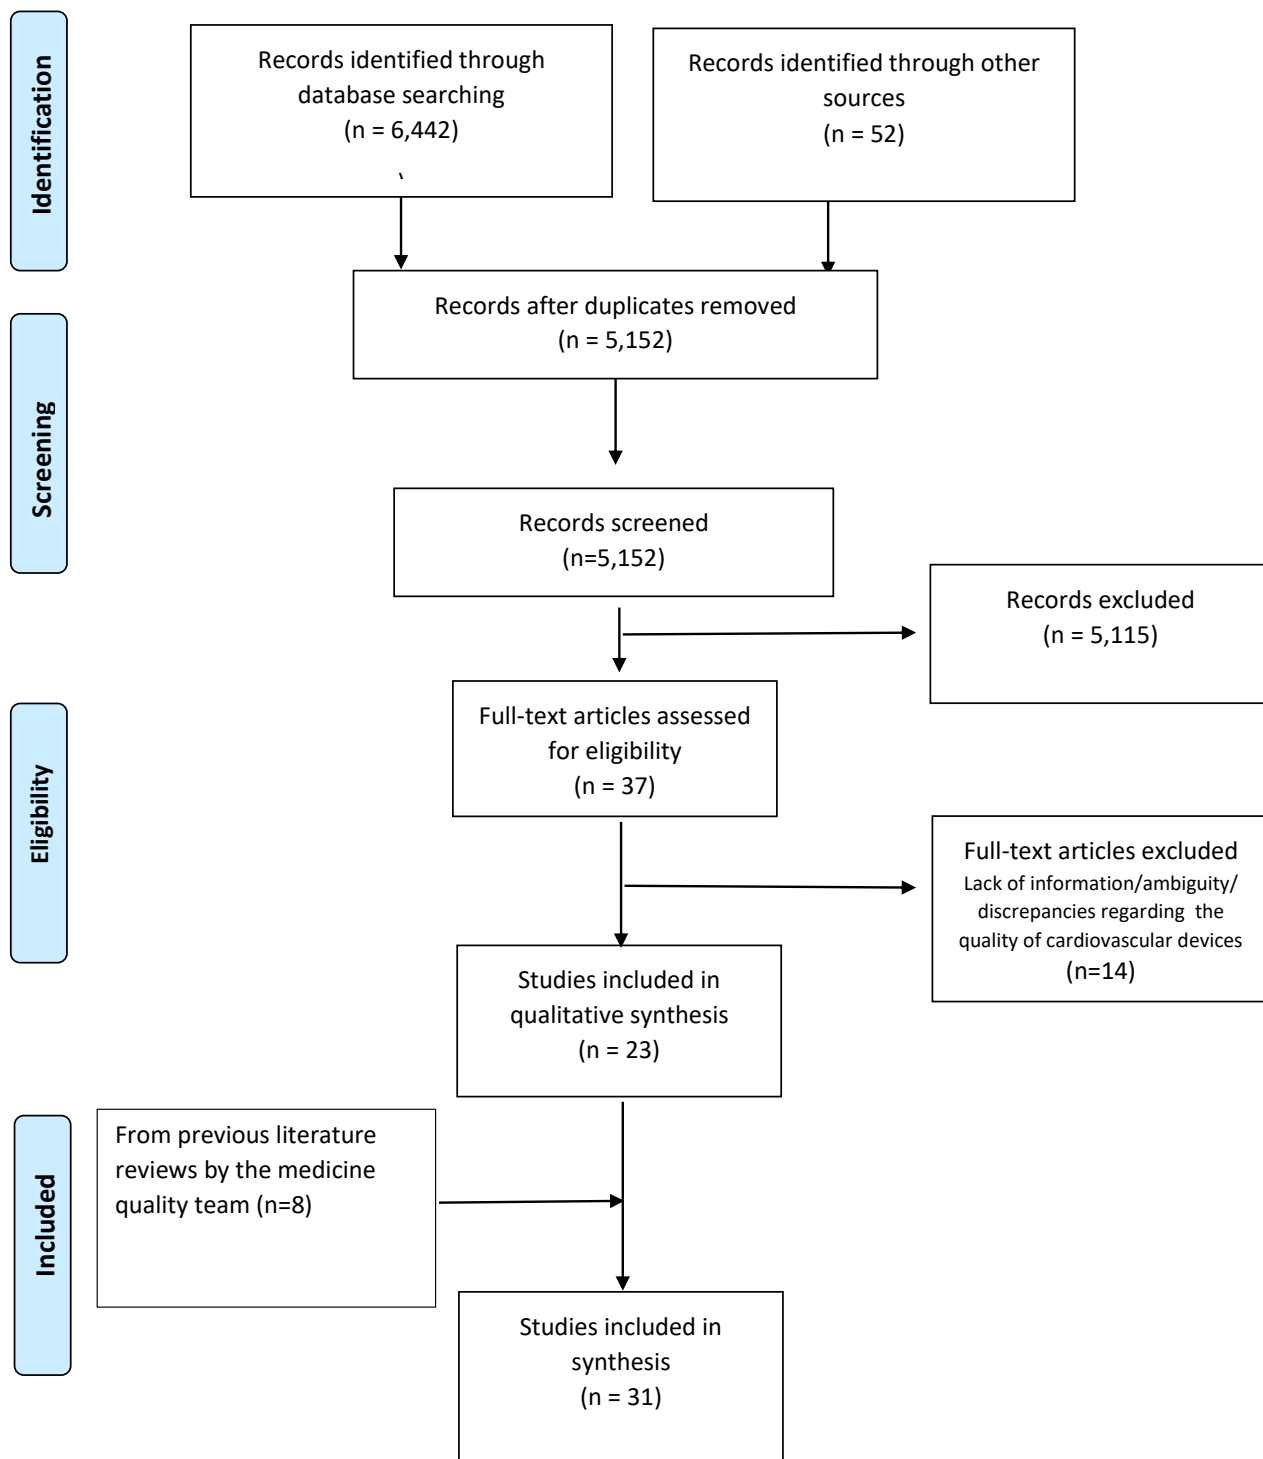 Identification
Records identified through
database searching
(n = 6,442)
\
Records identified through other
sources
(n = 52)
Records after duplicates removed
(n = 5,152)
Screening
Records screened
(n=5,152)
Records excluded
(n = 5,115)
Eligibility
Full-text articles assessed
for eligibility
(n = 37)
Full-text articles excluded
Lack of information/ambiguity/
discrepancies regarding the
quality of cardiovascular devices
(n=14)
Studies included in
qualitative synthesis
(n = 23)
Included
From previous literature
reviews by the medicine
quality team (n=8)
Studies included in
synthesis
(n = 31)